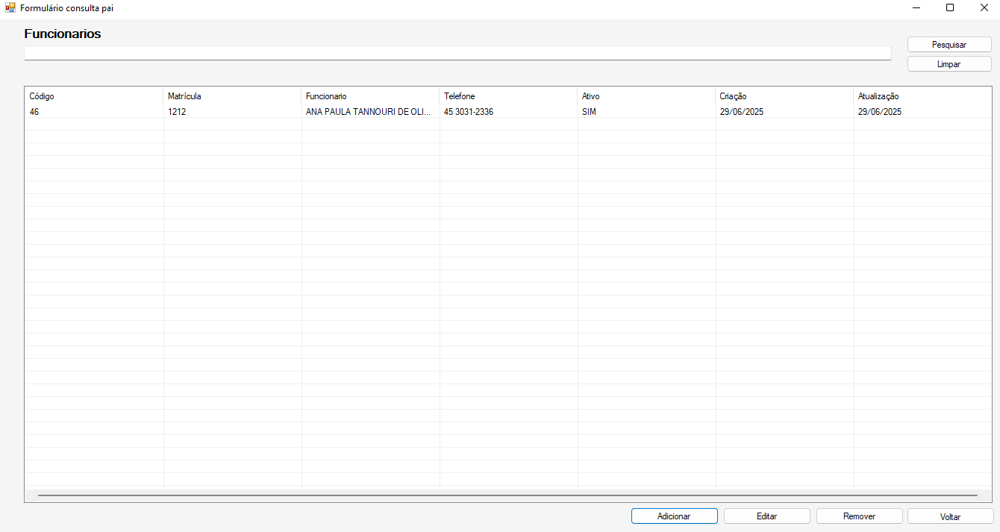 Formulário consulta pai
Funcionarios
Pesquisar
Limpar
Código Matrícula Funcionario Telefone Ativo Criação Atualização
46 1212 ANA PAULA TANNOURI DE OLI... 45 3031-2336 SIM 29/06/2025 29/06/2025
Adicionar Editar Remover Voltar